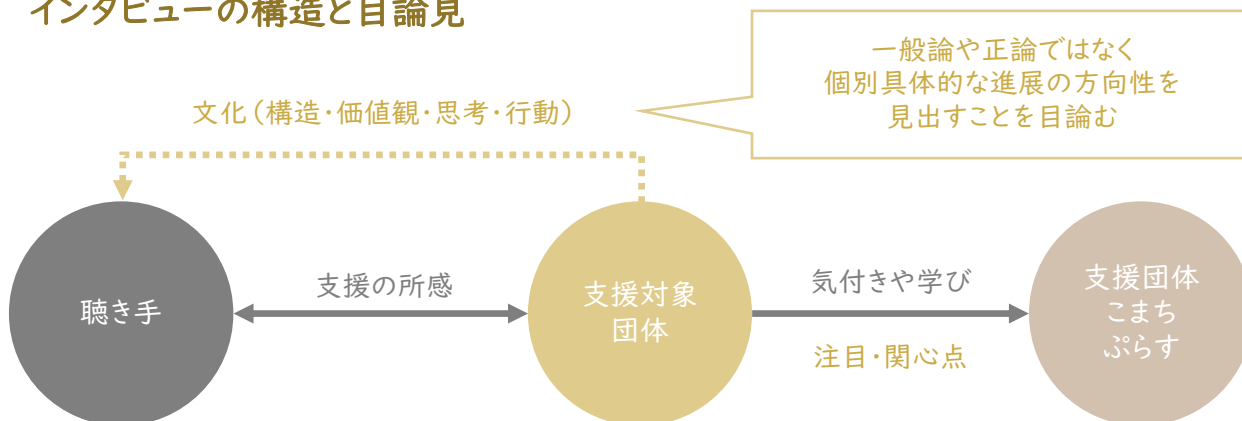 インタビューの構造と目論見
一般論や正論ではなく
個別具体的な進展の方向性を
見出すことを目論む
文化(構造・価値観・思考・行動)
聴き手
支援の所感
支援対象
団体
気付きや学び
注目・関心点
支援団体
こまち
ぷらす